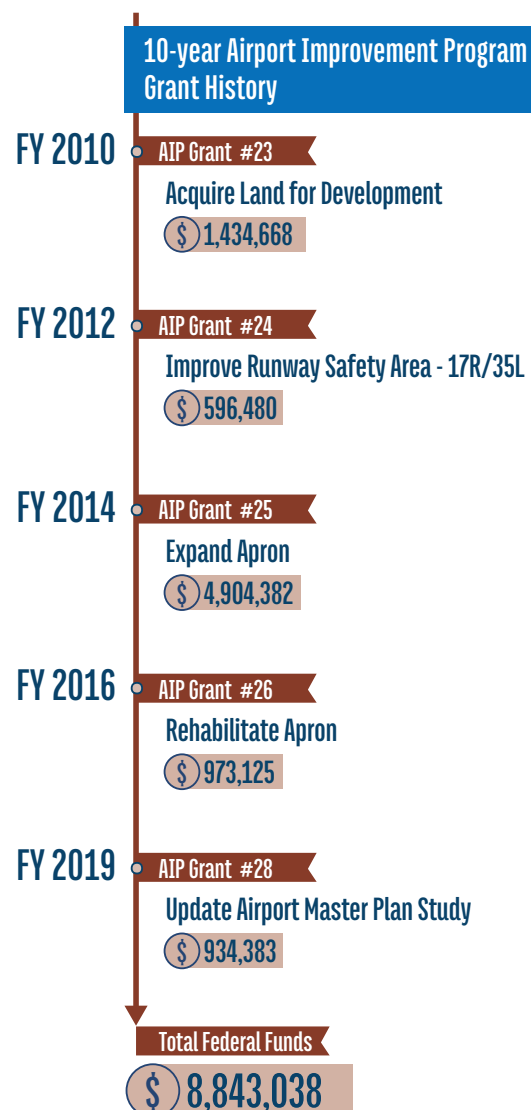 10-year Airport Improvement Program
Grant History
FY 2010
AIP Grant #23
Acquire Land for Development
$ 1,434,668
FY 2012
AIP Grant #24
Improve Runway Safety Area - 17R/35L
$ 596,480
FY 2014
AIP Grant #25
Expand Apron
$ 4,904,382
FY 2016
AIP Grant #26
Rehabilitate Apron
$ 973,125
FY 2019
AIP Grant #28
Update Airport Master Plan Study
$ 934,383
Total Federal Funds
$ 8,843,038